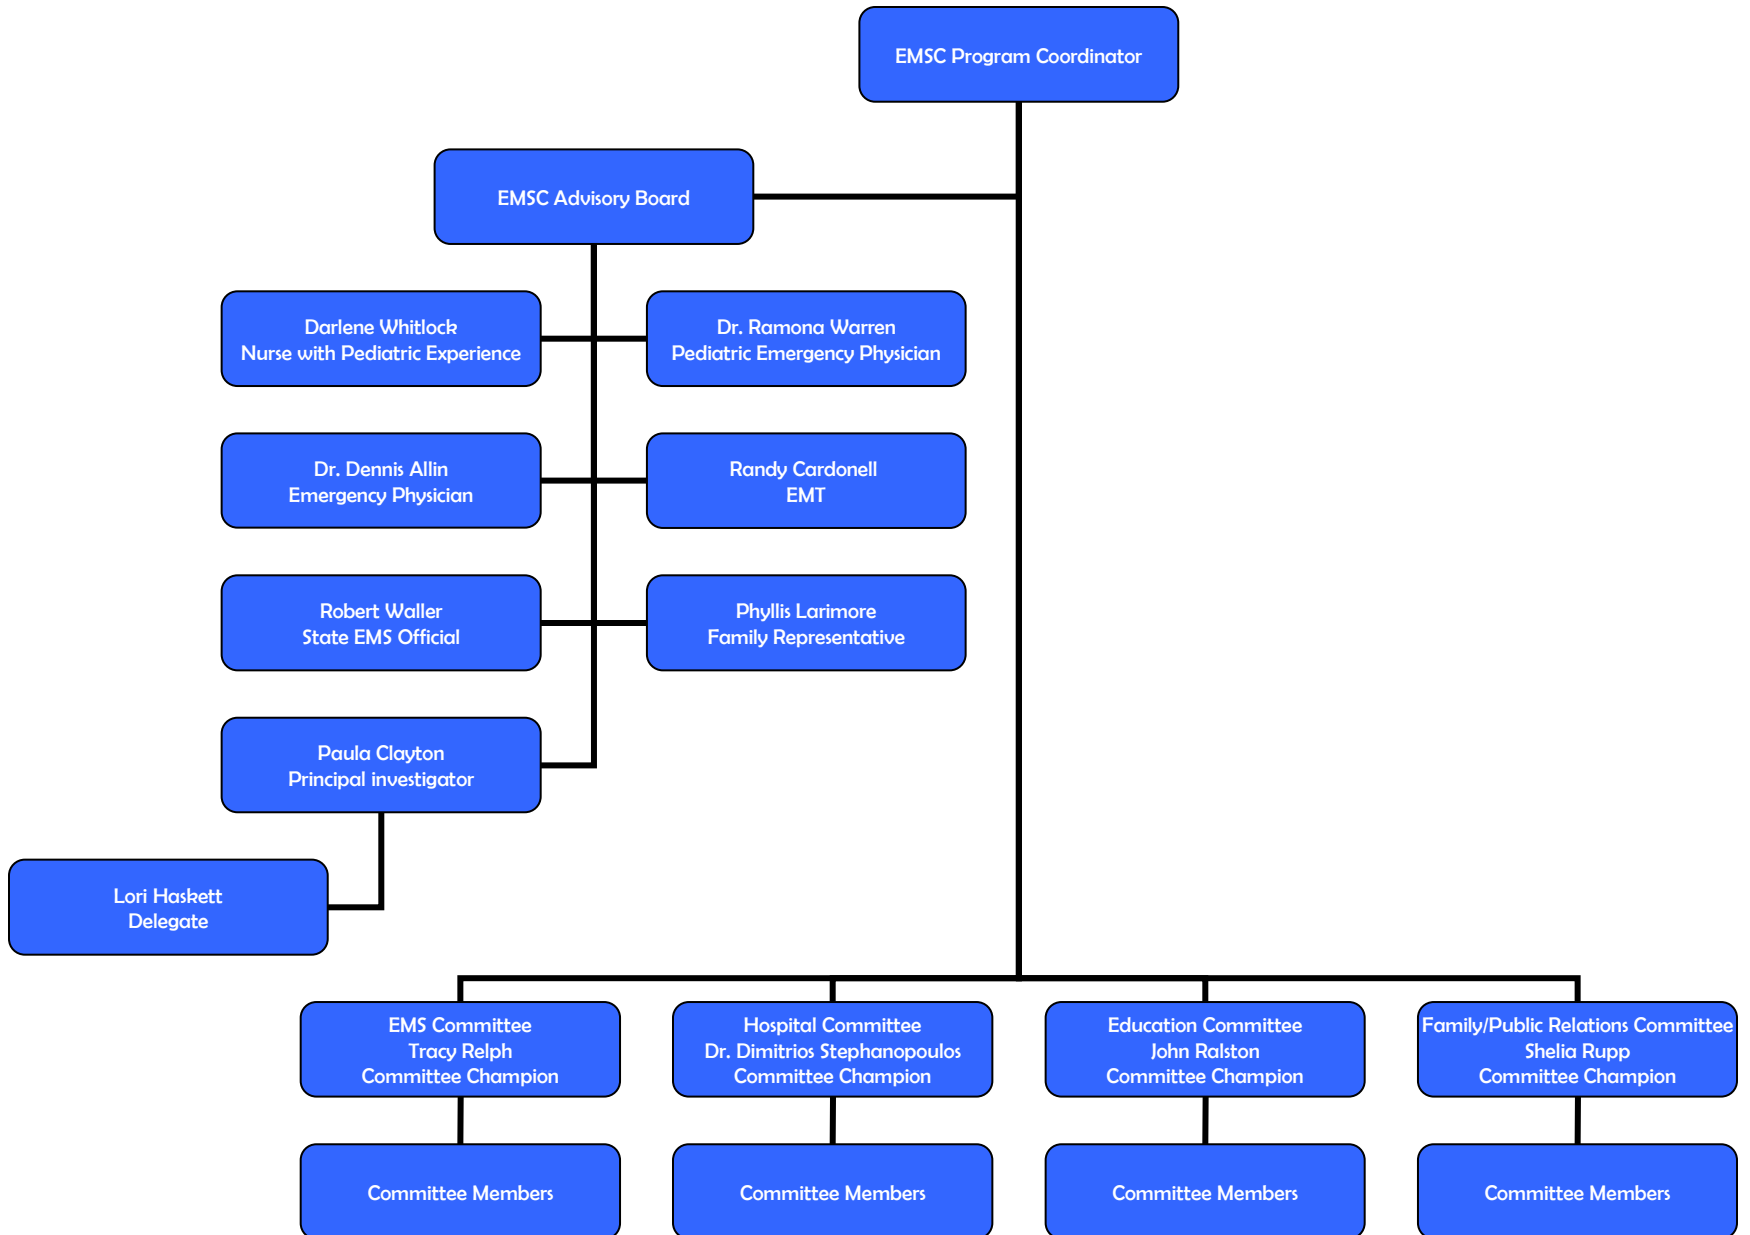 EMSC Program Coordinator
EMSC Advisory Board
Darlene Whitlock
Nurse with Pediatric Experience
Dr. Ramona Warren
Pediatric Emergency Physician
Dr. Dennis Allin
Emergency Physician
Randy Cardonell
EMT
Robert Waller
State EMS Official
Phyllis Larimore
Family Representative
Paula Clayton
Principal investigator
Lori Haskett
Delegate
EMS Committee
Tracy Relph
Committee Champion
Hospital Committee
Dr. Dimitrios Stephanopoulos
Committee Champion
Education Committee
John Ralston
Committee Champion
Family/Public Relations Committee
Shelia Rupp
Committee Champion
Committee Members
Committee Members
Committee Members
Committee Members